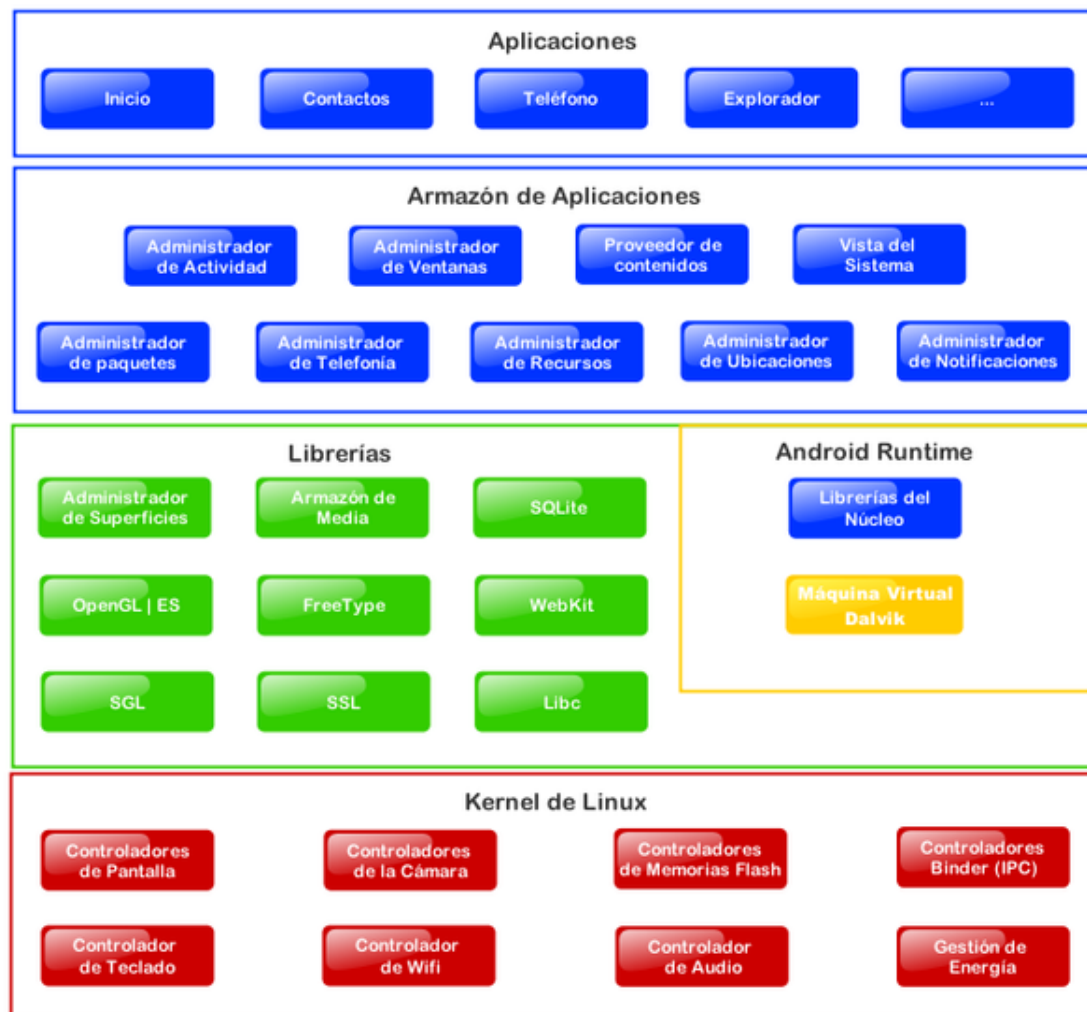 Aplicaciones
Inicio
Contactos
Teléfono
Explorador
...
Armazón de Aplicaciones
Administrador
de Actividad
Administrador
de Ventanas
Proveedor de
contenidos
Vista del
Sistema
Administrador
de paquetes
Administrador
de Telefonía
Administrador
de Recursos
Administrador
de Ubicaciones
Administrador
de Notificaciones
Librerías
Administrador
de Superficies
Armazón de
Media
SQLite
OpenGL | ES
FreeType
WebKit
SGL
SSL
Libc
Android Runtime
Librerías del
Núcleo
Máquina Virtual
Dalvik
Kernel de Linux
Controladores
de Pantalla
Controladores
de la Cámara
Controladores
de Memorias Flash
Controladores
Binder (IPC)
Controlador
de Teclado
Controlador
de Wifi
Controlador
de Audio
Gestión de
Energía